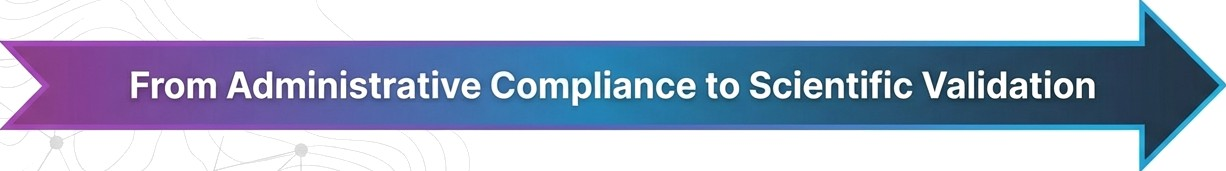 From Administrative Compliance to Scientific Validation